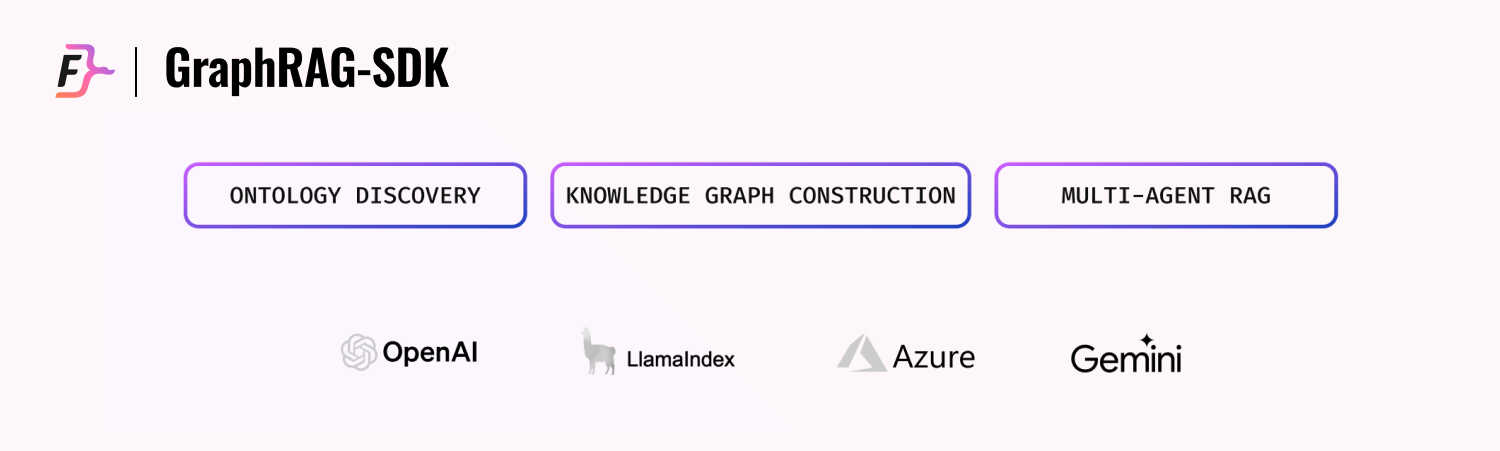 F
GraphRAG-SDK
ONTOLOGY DISCOVERY
KNOWLEDGE GRAPH CONSTRUCTION
MULTI-AGENT RAG
OpenAI
LlamaIndex
Azure
Gemini